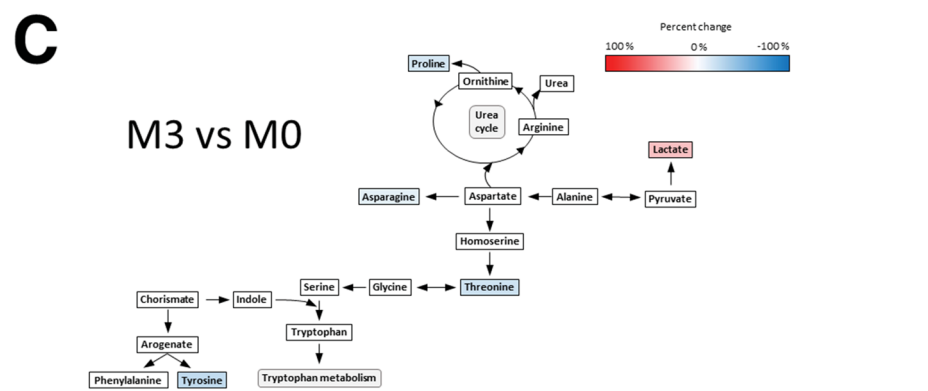 C
Percent change
100 % 0 % -100 %
Proline
Ornithine
Urea
M3 vs M0
Urea
cycle
Arginine
Lactate
Asparagine
Aspartate
Alanine
Pyruvate
Homoserine
Serine
Glycine
Threonine
Chorismate
Indole
Tryptophan
Arogenate
Phenylalanine
Tyrosine
Tryptophan metabolism